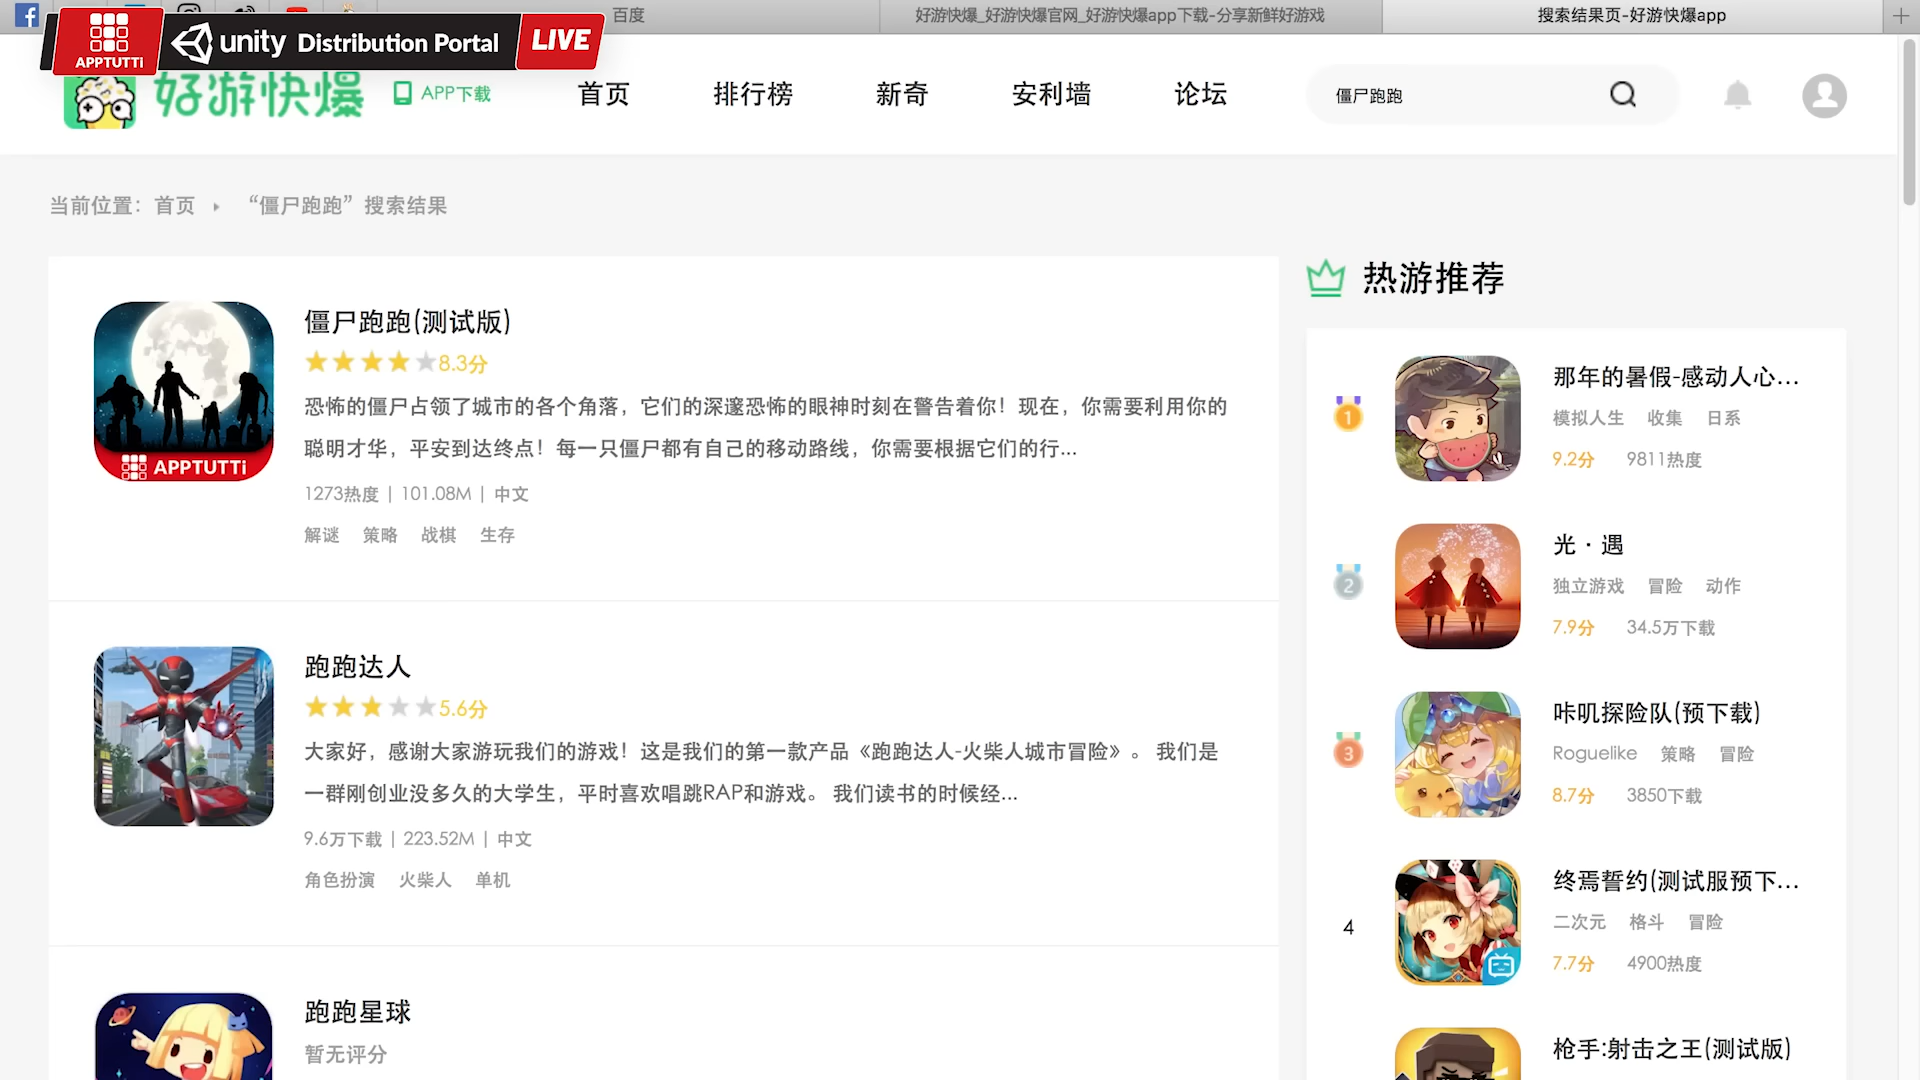 百度
好游快爆_好游快爆官网_好游快爆app下载-分享新鲜好游戏
搜索结果页-好游快爆app
APPTUTTi
unity Distribution Portal
LIVE
好游快爆
APP下载
首页
排行榜
新奇
安利墙
论坛
僵尸跑跑
当前位置：首页 “僵尸跑跑”搜索结果
僵尸跑跑(测试版)
8.3分
恐怖的僵尸占领了城市的各个角落，它们的深邃恐怖的眼神时刻在警告着你！现在，你需要利用你的
聪明才华，平安到达终点！每一只僵尸都有自己的移动路线，你需要根据它们的行...
1273热度 | 101.08M | 中文
解谜 策略 战棋 生存
APPTUTTi
跑跑达人
5.6分
大家好，感谢大家游玩我们的游戏！这是我们的第一款产品《跑跑达人-火柴人城市冒险》。 我们是
一群刚创业没多久的大学生，平时喜欢唱跳RAP和游戏。 我们读书的时候经...
9.6万下载 | 223.52M | 中文
角色扮演 火柴人 单机
跑跑星球
暂无评分
热游推荐
1
那年的暑假-感动人心...
模拟人生 收集 日系
9.2分 9811热度
2
光·遇
独立游戏 冒险 动作
7.9分 34.5万下载
3
咔叽探险队(预下载)
Roguelike 策略 冒险
8.7分 3850下载
4
终焉誓约(测试服预下...
二次元 格斗 冒险
7.7分 4900热度
枪手:射击之王(测试版)